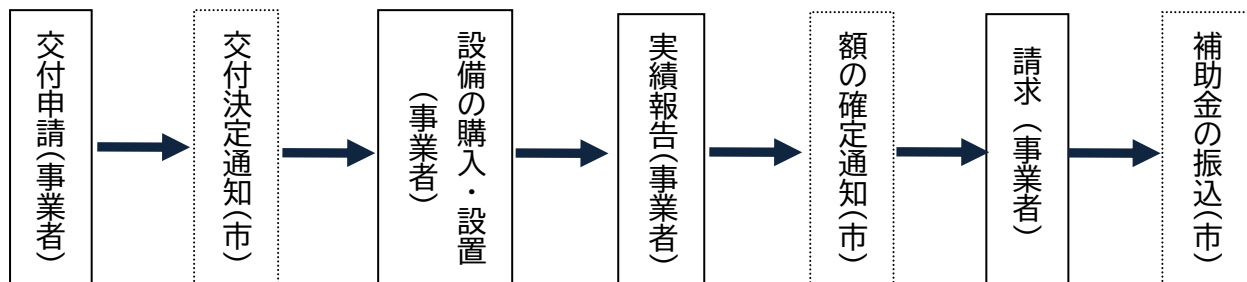 交付申請(事業者)
交付決定通知(市)
設備の購入・設置
(事業者)
実績報告(事業者)
額の確定通知(市)
請求(事業者)
補助金の振込(市)